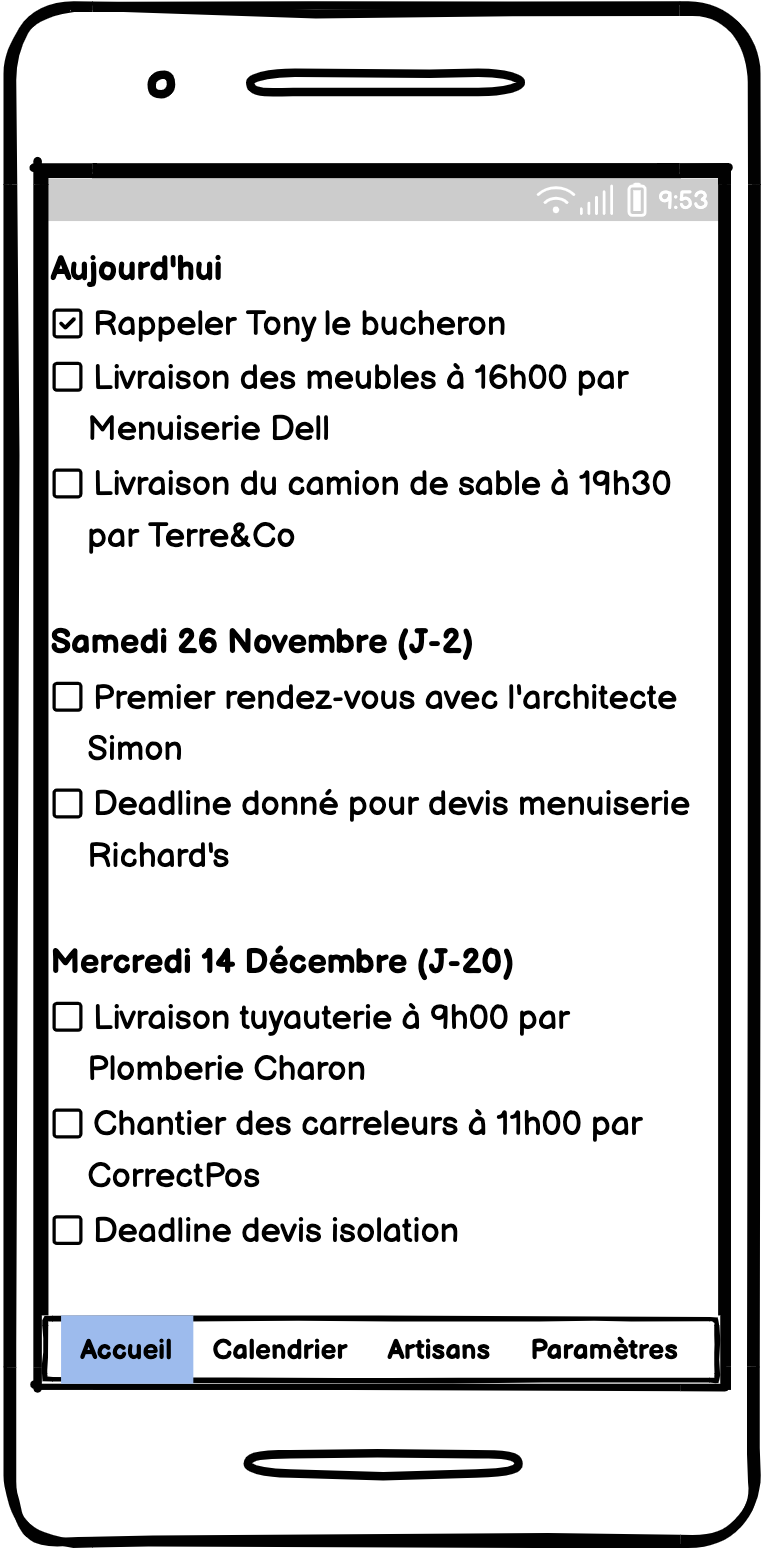 9:53
Aujourd'hui
Rappeler Tony le bucheron
Livraison des meubles à 16h00 par
Menuiserie Dell
Livraison du camion de sable à 19h30
par Terre&Co
Samedi 26 Novembre (J-2)
Premier rendez-vous avec l'architecte
Simon
Deadline donné pour devis menuiserie
Richard's
Mercredi 14 Décembre (J-20)
Livraison tuyauterie à 9h00 par
Plomberie Charon
Chantier des carreleurs à 11h00 par
CorrectPos
Deadline devis isolation
Accueil Calendrier Artisans Paramètres